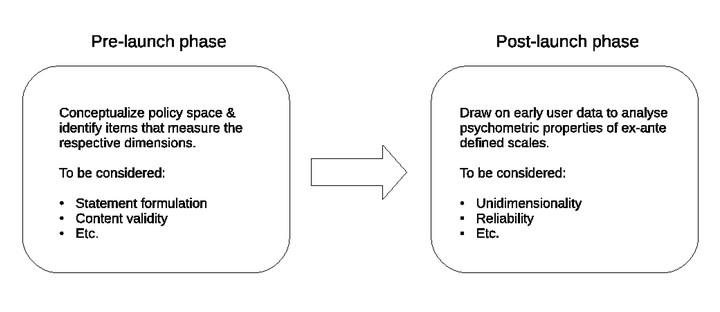 Pre-launch phase
Conceptualize policy space &
identify items that measure the
respective dimensions.
To be considered:
• Statement formulation
• Content validity
• Etc.
Post-launch phase
Draw on early user data to analyse
psychometric properties of ex-ante
defined scales.
To be considered:
• Unidimensionality
• Reliability
• Etc.